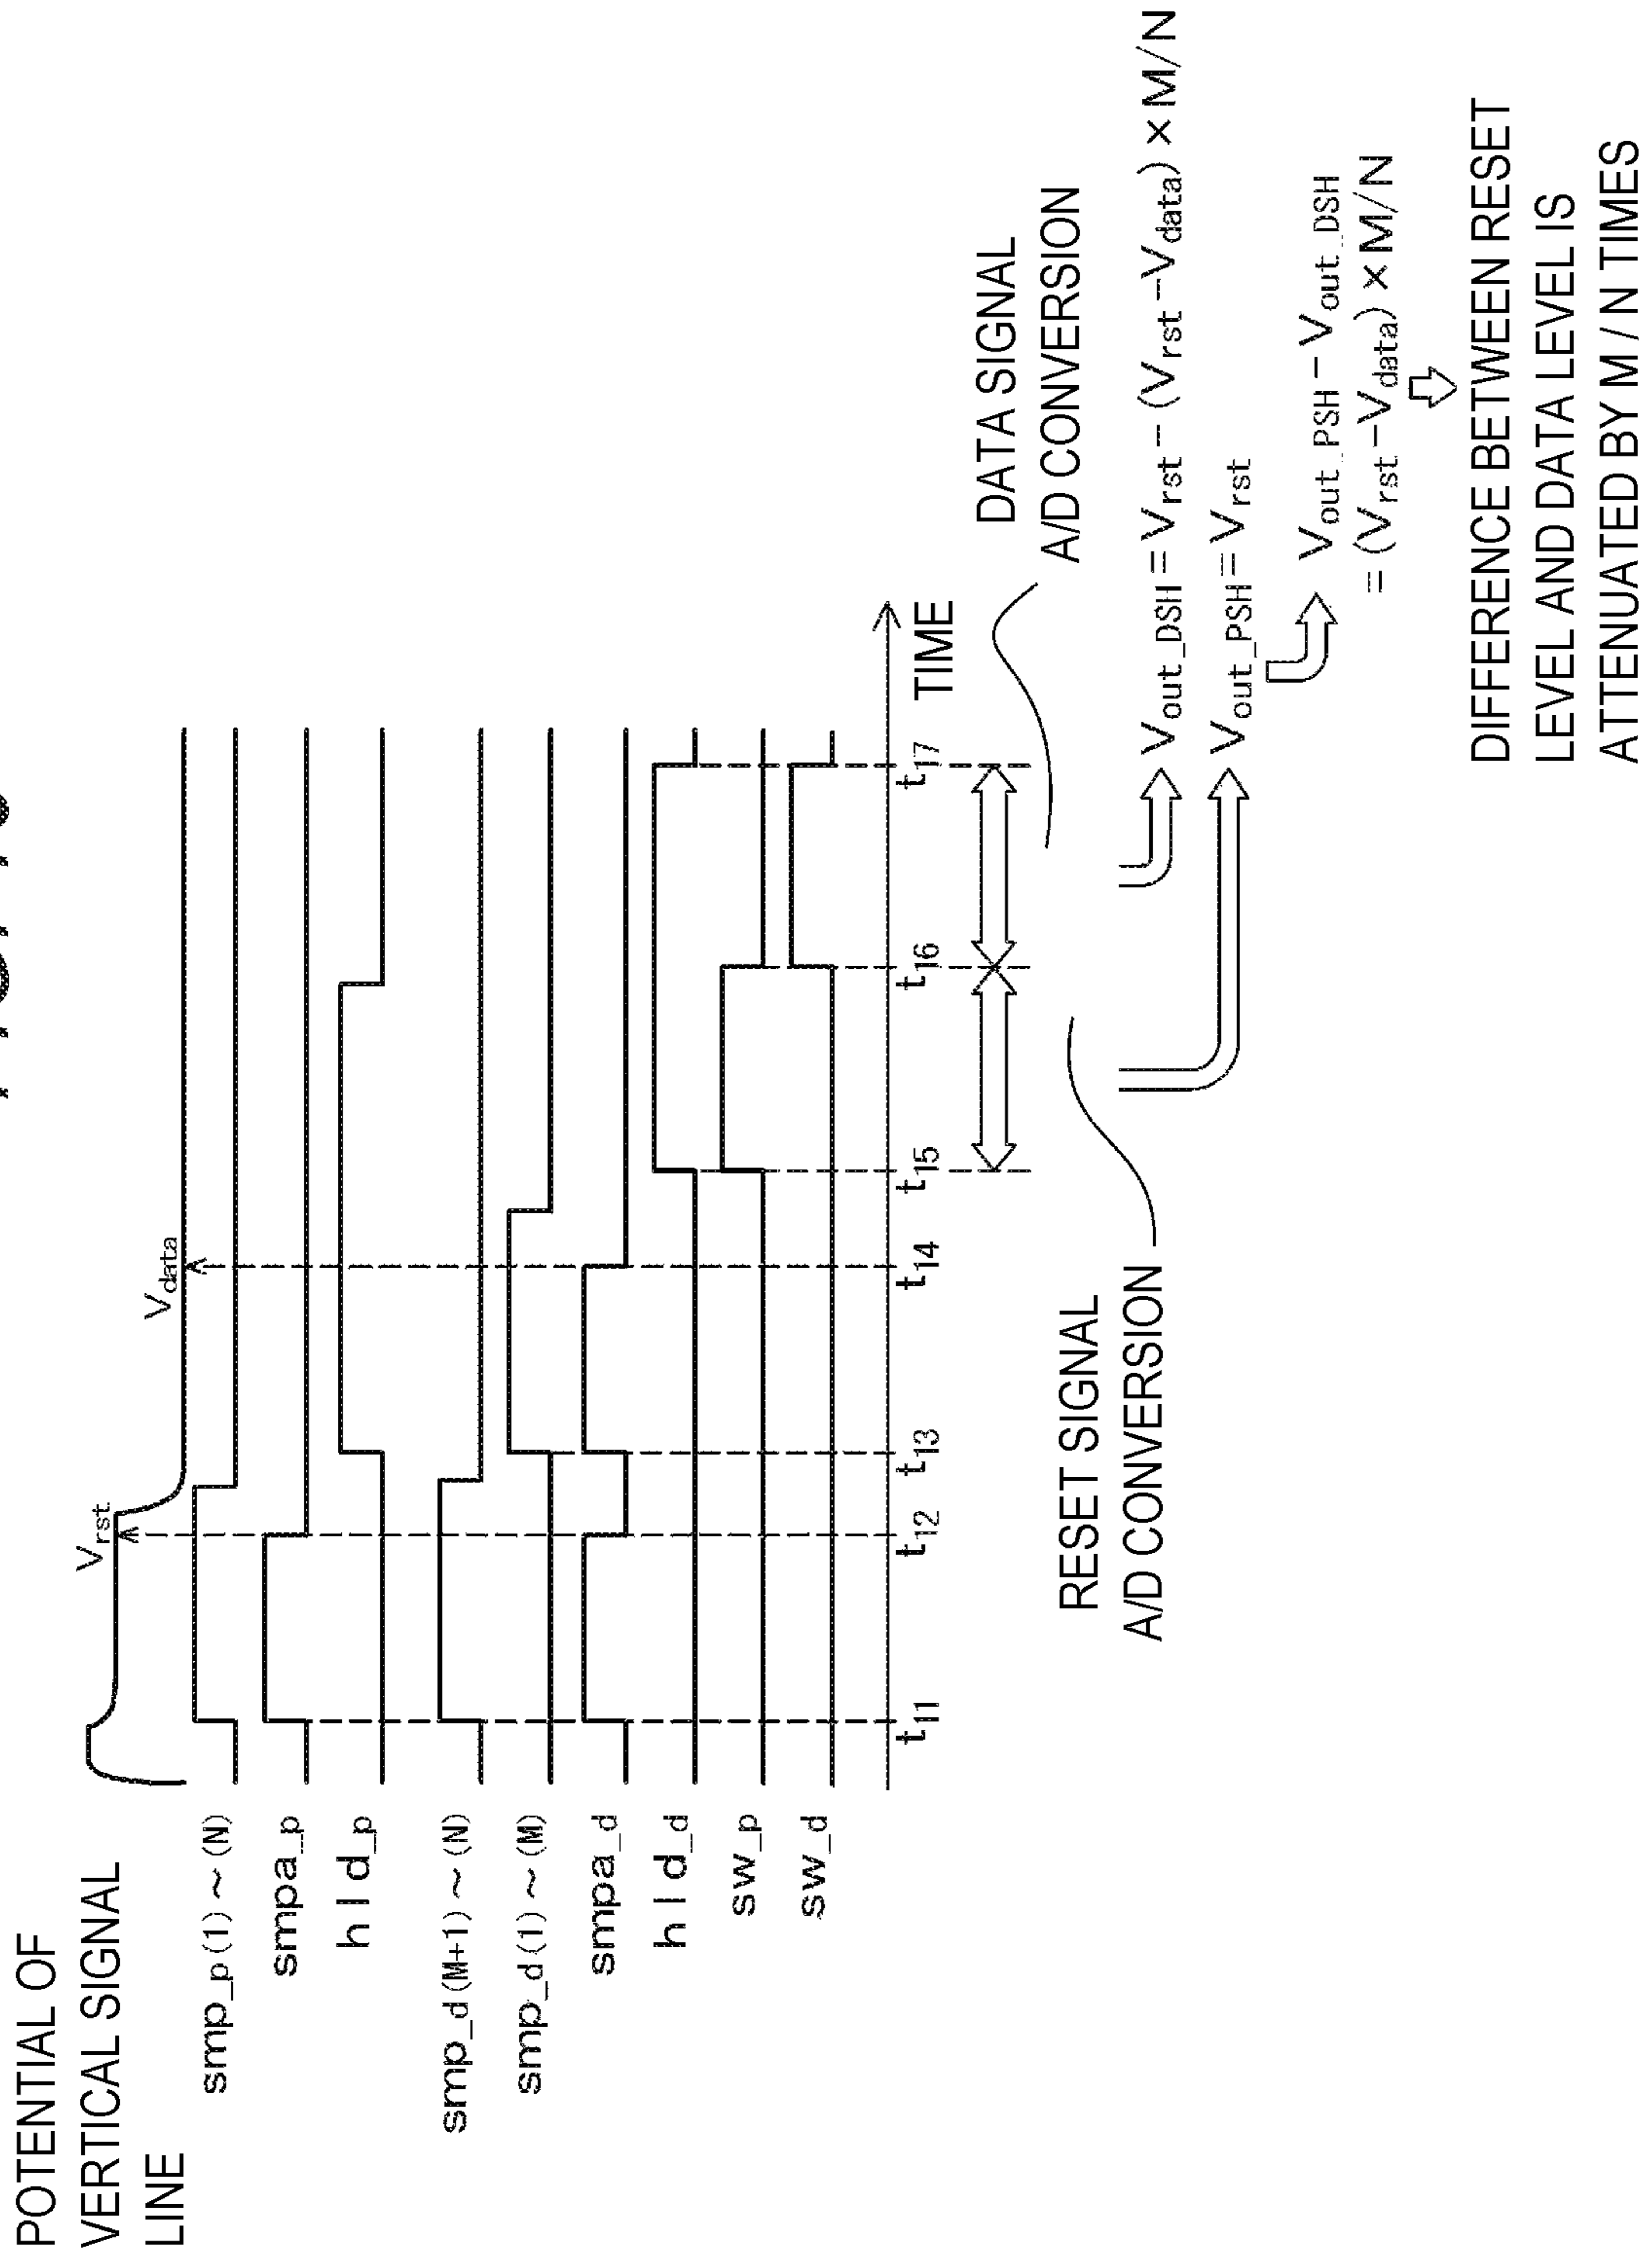 POTENTIAL OF
VERTICAL SIGNAL
LINE
Vrst
Vdata
smp_p(1)~(N)
smpa_p
hld_p
smp_d(M+1)~(N)
smp_d(1)~(M)
smpa_d
hld_d
sw_p
sw_d
t11
t12
t13
t14
t15
t16
t17
TIME
RESET SIGNAL
A/D CONVERSION
DATA SIGNAL
A/D CONVERSION
Vout_DSH=Vrst-(Vrst-Vdata)×M/N
Vout_PSH=Vrst
Vout_PSH-Vout_DSH
=(Vrst-Vdata)×M/N
DIFFERENCE BETWEEN RESET
LEVEL AND DATA LEVEL IS
ATTENUATED BY M / N TIMES